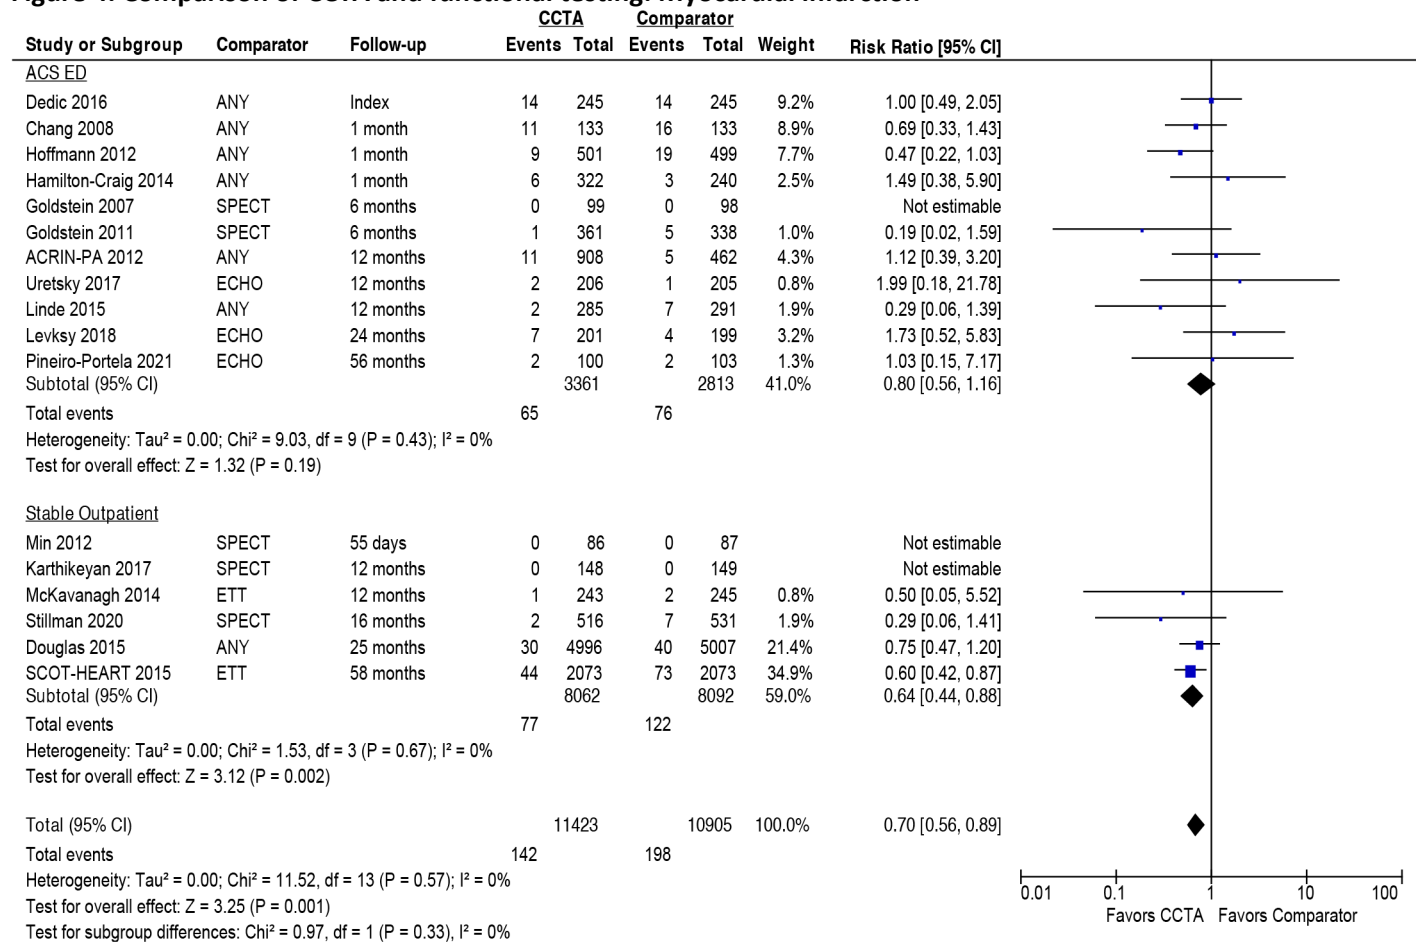 CCTA Comparator
Study or Subgroup Comparator Follow-up Events Total Events Total Weight Risk Ratio [95% CI]
ACS ED
Dedic 2016 ANY Index 14 245 14 245 9.2% 1.00 [0.49, 2.05]
Chang 2008 ANY 1 month 11 133 16 133 8.9% 0.69 [0.33, 1.43]
Hoffmann 2012 ANY 1 month 9 501 19 499 7.7% 0.47 [0.22, 1.03]
Hamilton-Craig 2014 ANY 1 month 6 322 3 240 2.5% 1.49 [0.38, 5.90]
Goldstein 2007 SPECT 6 months 0 99 0 98 Not estimable
Goldstein 2011 SPECT 6 months 1 361 5 338 1.0% 0.19 [0.02, 1.59]
ACRIN-PA 2012 ANY 12 months 11 908 5 462 4.3% 1.12 [0.39, 3.20]
Uretsky 2017 ECHO 12 months 2 206 1 205 0.8% 1.99 [0.18, 21.78]
Linde 2015 ANY 12 months 2 285 7 291 1.9% 0.29 [0.06, 1.39]
Levksy 2018 ECHO 24 months 7 201 4 199 3.2% 1.73 [0.52, 5.83]
Pineiro-Portela 2021 ECHO 56 months 2 100 2 103 1.3% 1.03 [0.15, 7.17]
Subtotal (95% CI) 3361 2813 41.0% 0.80 [0.56, 1.16]
Total events 65 76
Heterogeneity: Tau² = 0.00; Chi² = 9.03, df = 9 (P = 0.43); I² = 0%
Test for overall effect: Z = 1.32 (P = 0.19)
Stable Outpatient
Min 2012 SPECT 55 days 0 86 0 87 Not estimable
Karthikeyan 2017 SPECT 12 months 0 148 0 149 Not estimable
McKavanagh 2014 ETT 12 months 1 243 2 245 0.8% 0.50 [0.05, 5.52]
Stillman 2020 SPECT 16 months 2 516 7 531 1.9% 0.29 [0.06, 1.41]
Douglas 2015 ANY 25 months 30 4996 40 5007 21.4% 0.75 [0.47, 1.20]
SCOT-HEART 2015 ETT 58 months 44 2073 73 2073 34.9% 0.60 [0.42, 0.87]
Subtotal (95% CI) 8062 8092 59.0% 0.64 [0.44, 0.88]
Total events 77 122
Heterogeneity: Tau² = 0.00; Chi² = 1.53, df = 3 (P = 0.67); I² = 0%
Test for overall effect: Z = 3.12 (P = 0.002)
Total (95% CI) 11423 10905 100.0% 0.70 [0.56, 0.89]
Total events 142 198
Heterogeneity: Tau² = 0.00; Chi² = 11.52, df = 13 (P = 0.57); I² = 0%
Test for overall effect: Z = 3.25 (P = 0.001)
Test for subgroup differences: Chi² = 0.97, df = 1 (P = 0.33), I² = 0%
0.01 0.1 1 10 100
Favors CCTA Favors Comparator